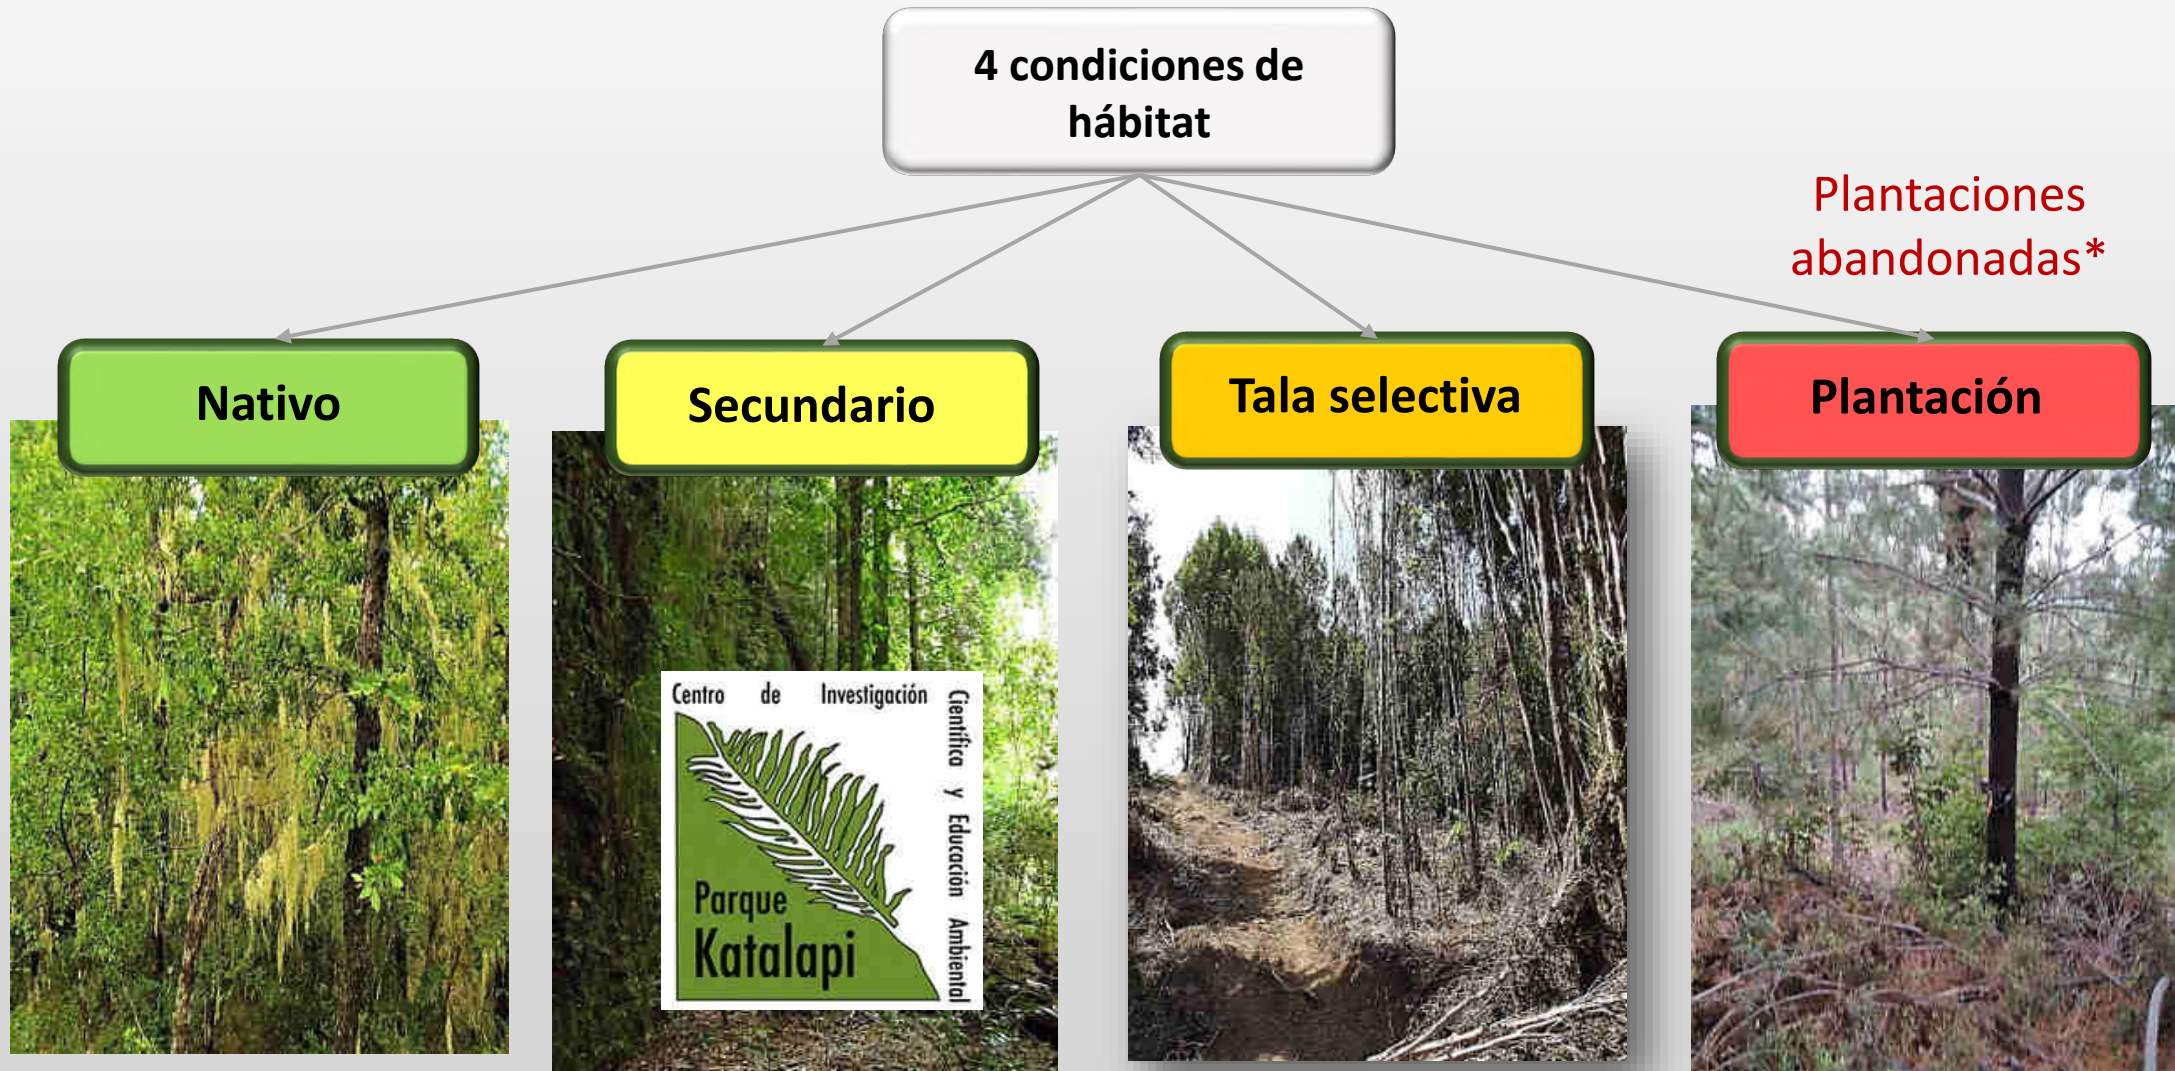 4 condiciones de
hábitat
Plantaciones
abandonadas*
Nativo
Secundario
Tala selectiva
Plantación
Centro de Investigación
Científica y Educación Ambiental
Parque
Katalapi